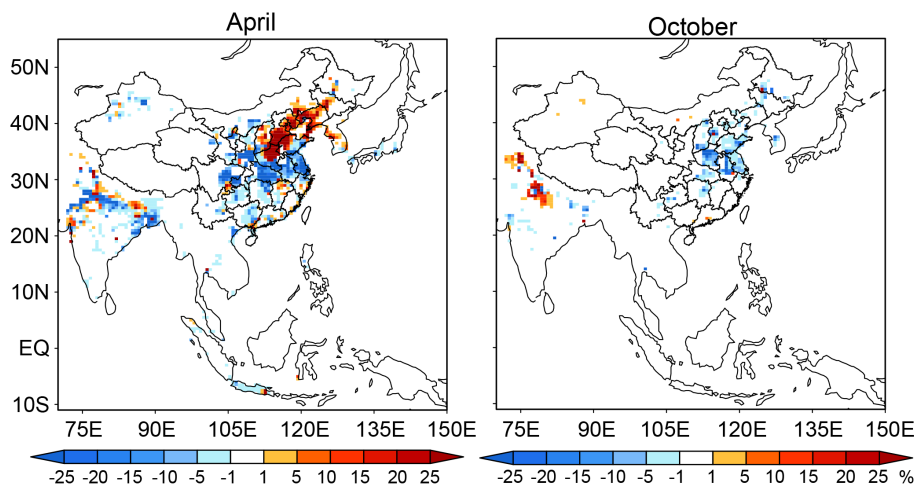 April
October
50N
40N
30N
20N
10N
EQ
10S
75E 90E 105E 120E 135E 150E
75E 90E 105E 120E 135E 150E
-25 -20 -10 -5 -1 1 5 10 15 20 25
-25 -20 -15 -10 -5 -1 1 5 10 15 20 25 %